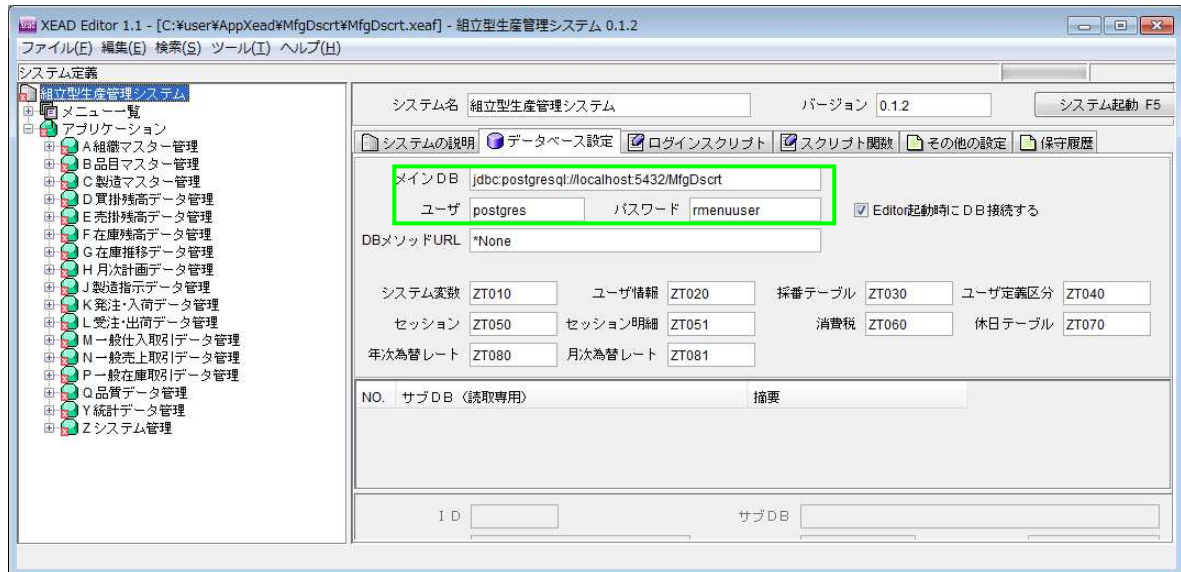 XEAD Editor 1.1 - [C:¥user¥AppXead¥MfgDscrt¥MfgDscrt.xeaf] - 組立型生産管理システム 0.1.2
ファイル(F) 編集(E) 検索(S) ツール(T) ヘルプ(H)
システム定義
組立型生産管理システム
メニュー一覧
アプリケーション
A組織マスター管理
B品目マスター管理
C製造マスター管理
D買掛残高データ管理
E売掛残高データ管理
F在庫残高データ管理
G在庫推移データ管理
H月次計画データ管理
J製造指示データ管理
K発注・入荷データ管理
L受注・出荷データ管理
M一般仕入取引データ管理
N一般売上取引データ管理
P一般在庫取引データ管理
Q品質データ管理
Y統計データ管理
Zシステム管理
システム名 組立型生産管理システム バージョン 0.1.2 システム起動 F5
システムの説明 データベース設定 ログインスクリプト スクリプト関数 その他の設定 保守履歴
メインDB jdbc:postgresql://localhost:5432/MfgDscrt
ユーザ postgres パスワード rmenuuser Editor起動時にDB接続する
DBメソッドURL *None
システム変数 ZT010 ユーザ情報 ZT020 採番テーブル ZT030 ユーザ定義区分 ZT040
セッション ZT050 セッション明細 ZT051 消費税 ZT060 休日テーブル ZT070
年次為替レート ZT080 月次為替レート ZT081
NO. サブDB（読取専用） 摘要
ID サブDB